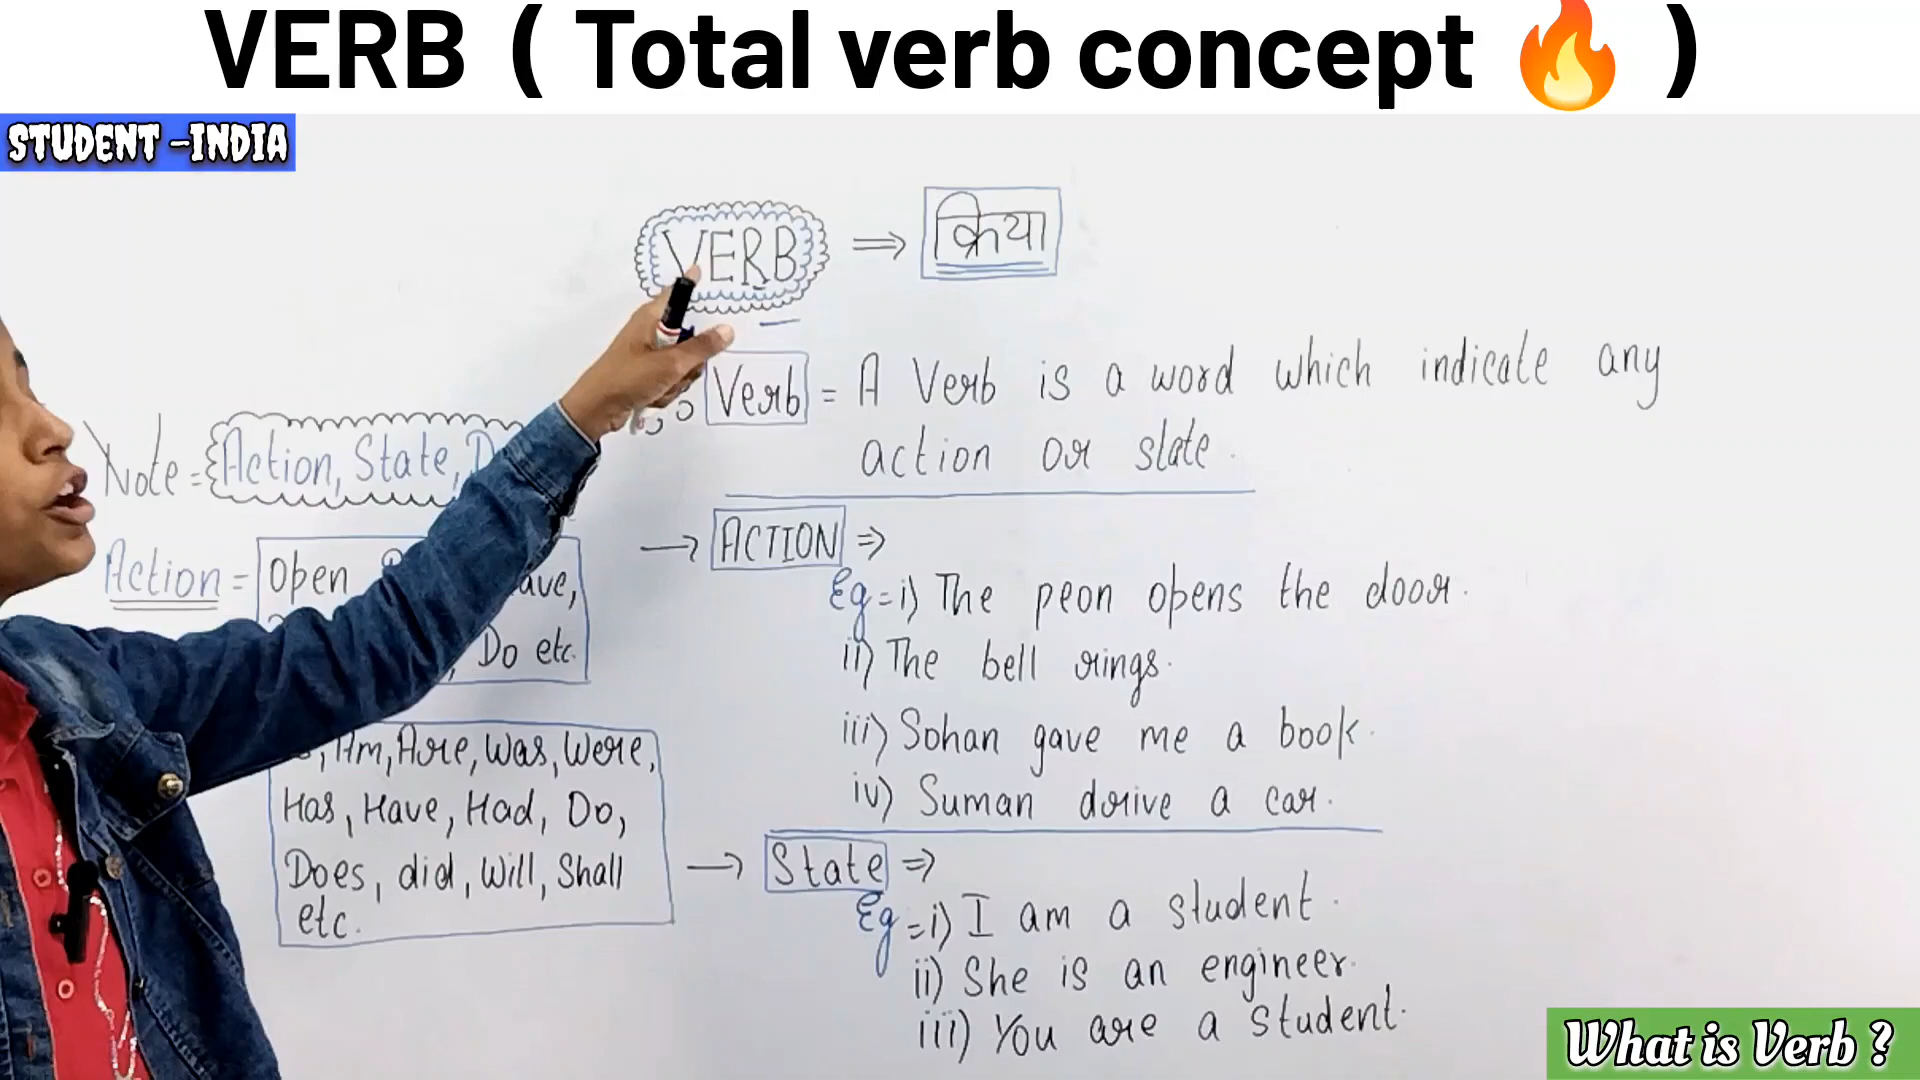 VERB ( Total verb concept 🔥 )
STUDENT -INDIA
VERB ⇒ क्रिया
Verb = A Verb is a word which indicate any
action or state.
Note = Action, State,
Action = Open
Do etc.
Am, Are, Was, Were,
Has, Have, Had, Do,
Does, did, Will, Shall
etc.
→ ACTION ⇒
Eg = i) The peon opens the door.
ii) The bell rings.
iii) Sohan gave me a book.
iv) Suman drive a car.
→ State ⇒
Eg = i) I am a student.
ii) She is an engineer.
iii) You are a student.
What is Verb ?